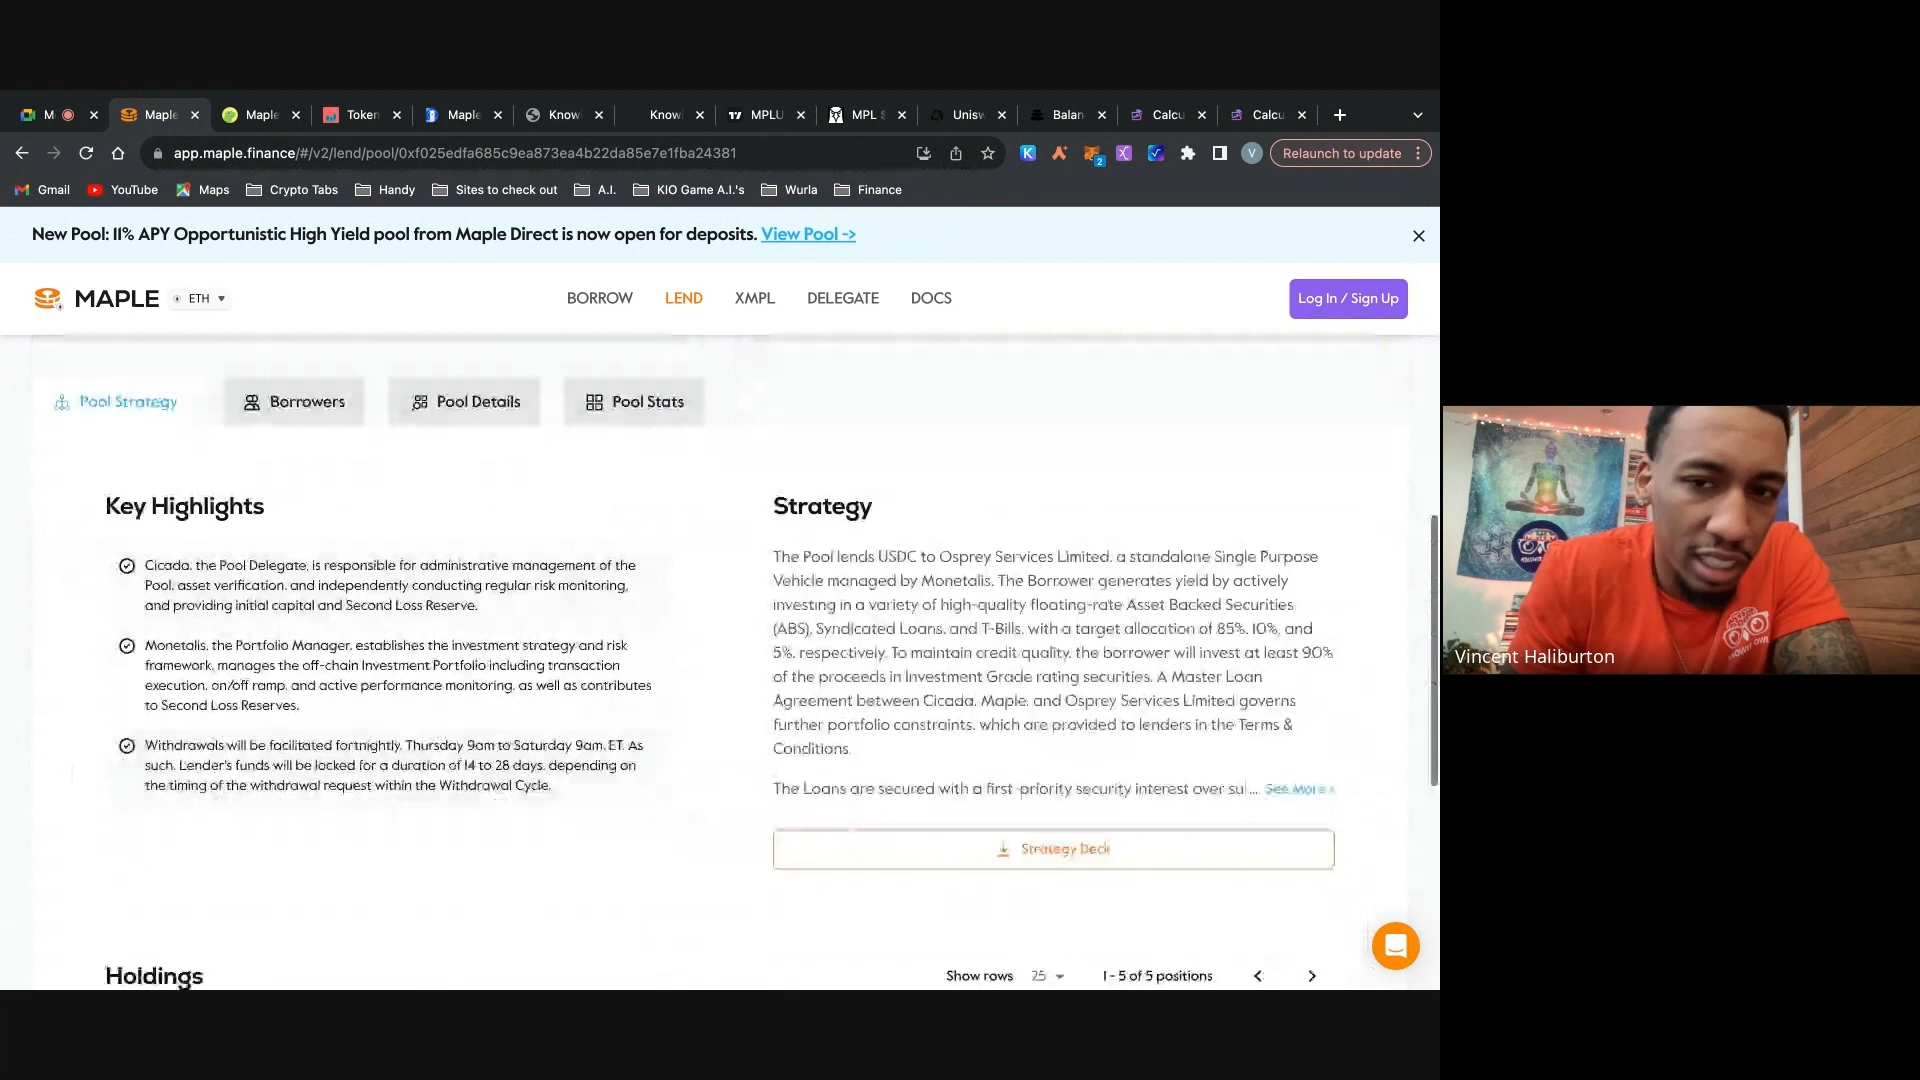 M
Maple
Maple
Token
Maple
Know
Know
MPLU
MPL S
Unisw
Balan
Calcu
Calcu
app.maple.finance/#/v2/lend/pool/0xf025edfa685c9ea873ea4b22da85e7e1fba24381
2
V
Relaunch to update
Gmail
YouTube
Maps
Crypto Tabs
Handy
Sites to check out
A.I.
KIO Game A.I.'s
Wurla
Finance
New Pool: 11% APY Opportunistic High Yield pool from Maple Direct is now open for deposits. View Pool ->
MAPLE
ETH
BORROW
LEND
XMPL
DELEGATE
DOCS
Log In / Sign Up
Pool Strategy
Borrowers
Pool Details
Pool Stats
Key Highlights
Cicada, the Pool Delegate, is responsible for administrative management of the
Pool, asset verification, and independently conducting regular risk monitoring,
and providing initial capital and Second Loss Reserve.
Monetalis, the Portfolio Manager, establishes the investment strategy and risk
framework, manages the off-chain Investment Portfolio including transaction
execution, on/off ramp, and active performance monitoring, as well as contributes
to Second Loss Reserves.
Withdrawals will be facilitated fortnightly, Thursday 9am to Saturday 9am, ET. As
such, Lender's funds will be locked for a duration of 14 to 28 days, depending on
the timing of the withdrawal request within the Withdrawal Cycle.
Strategy
The Pool lends USDC to Osprey Services Limited, a standalone Single Purpose
Vehicle managed by Monetalis. The Borrower generates yield by actively
investing in a variety of high-quality floating-rate Asset Backed Securities
(ABS), Syndicated Loans, and T-Bills, with a target allocation of 85%, 10%, and
5%, respectively. To maintain credit quality, the borrower will invest at least 90%
of the proceeds in Investment Grade rating securities. A Master Loan
Agreement between Cicada, Maple, and Osprey Services Limited governs
further portfolio constraints, which are provided to lenders in the Terms &
Conditions.
The Loans are secured with a first-priority security interest over su ... See More
Strategy Deck
Holdings
Show rows 25
1 - 5 of 5 positions
Vincent Haliburton